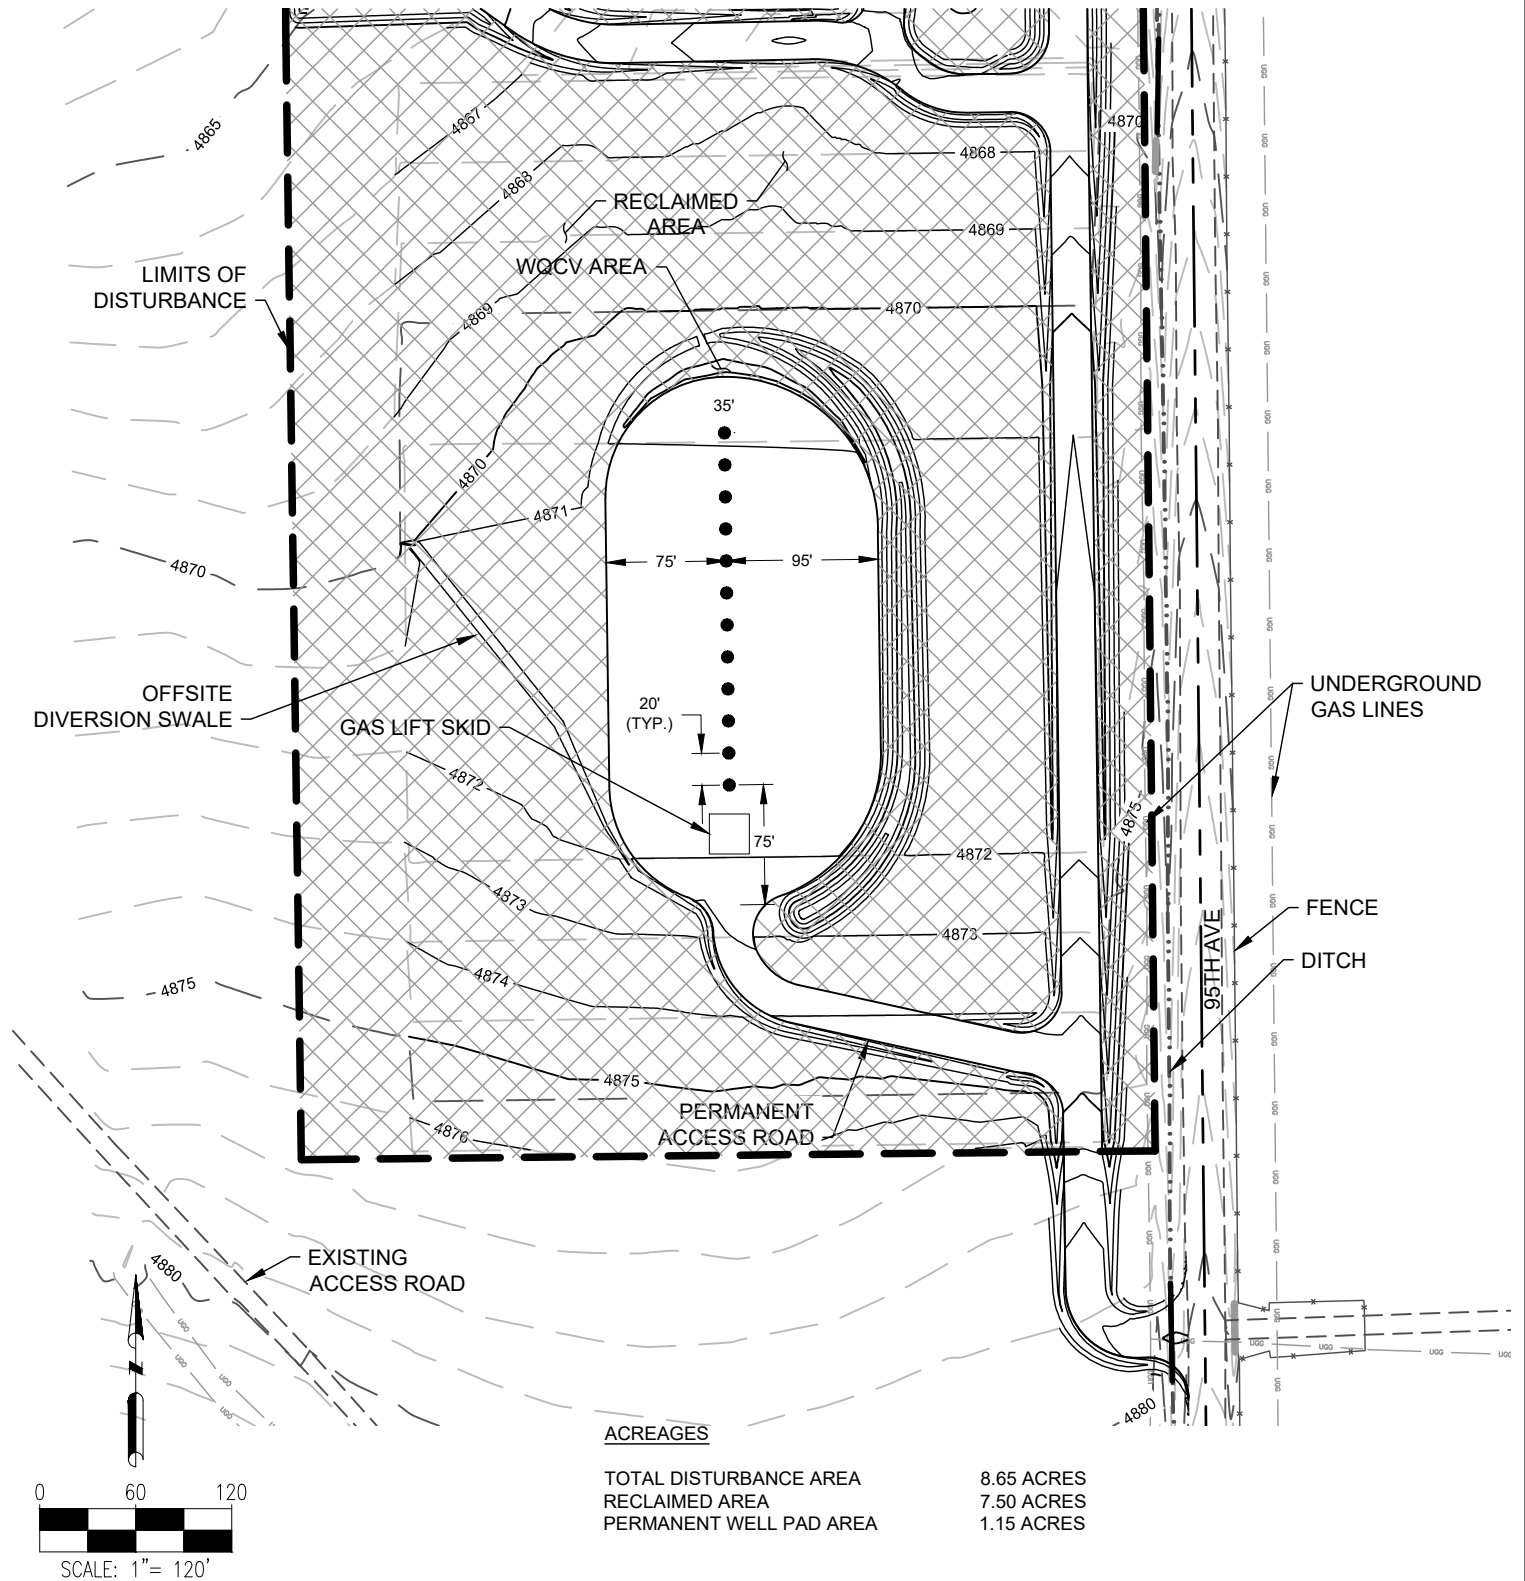 4867
4865
4870
4868
4868
RECLAIMED
AREA
4869
WQCV AREA
LIMITS OF
DISTURBANCE
4869
4870
35'
4870
4871
4870
75'
95'
OFFSITE
DIVERSION SWALE
20'
(TYP.)
GAS LIFT SKID
UNDERGROUND
GAS LINES
4872
4875
75'
4872
4873
FENCE
4873
95TH AVE
DITCH
4874
4875
4875
PERMANENT
ACCESS ROAD
4876
EXISTING
ACCESS ROAD
4880
UGG
UGG
UGG
UGG
4880
ACREAGES
TOTAL DISTURBANCE AREA 8.65 ACRES
RECLAIMED AREA 7.50 ACRES
PERMANENT WELL PAD AREA 1.15 ACRES
N
0 60 120
SCALE: 1"= 120'